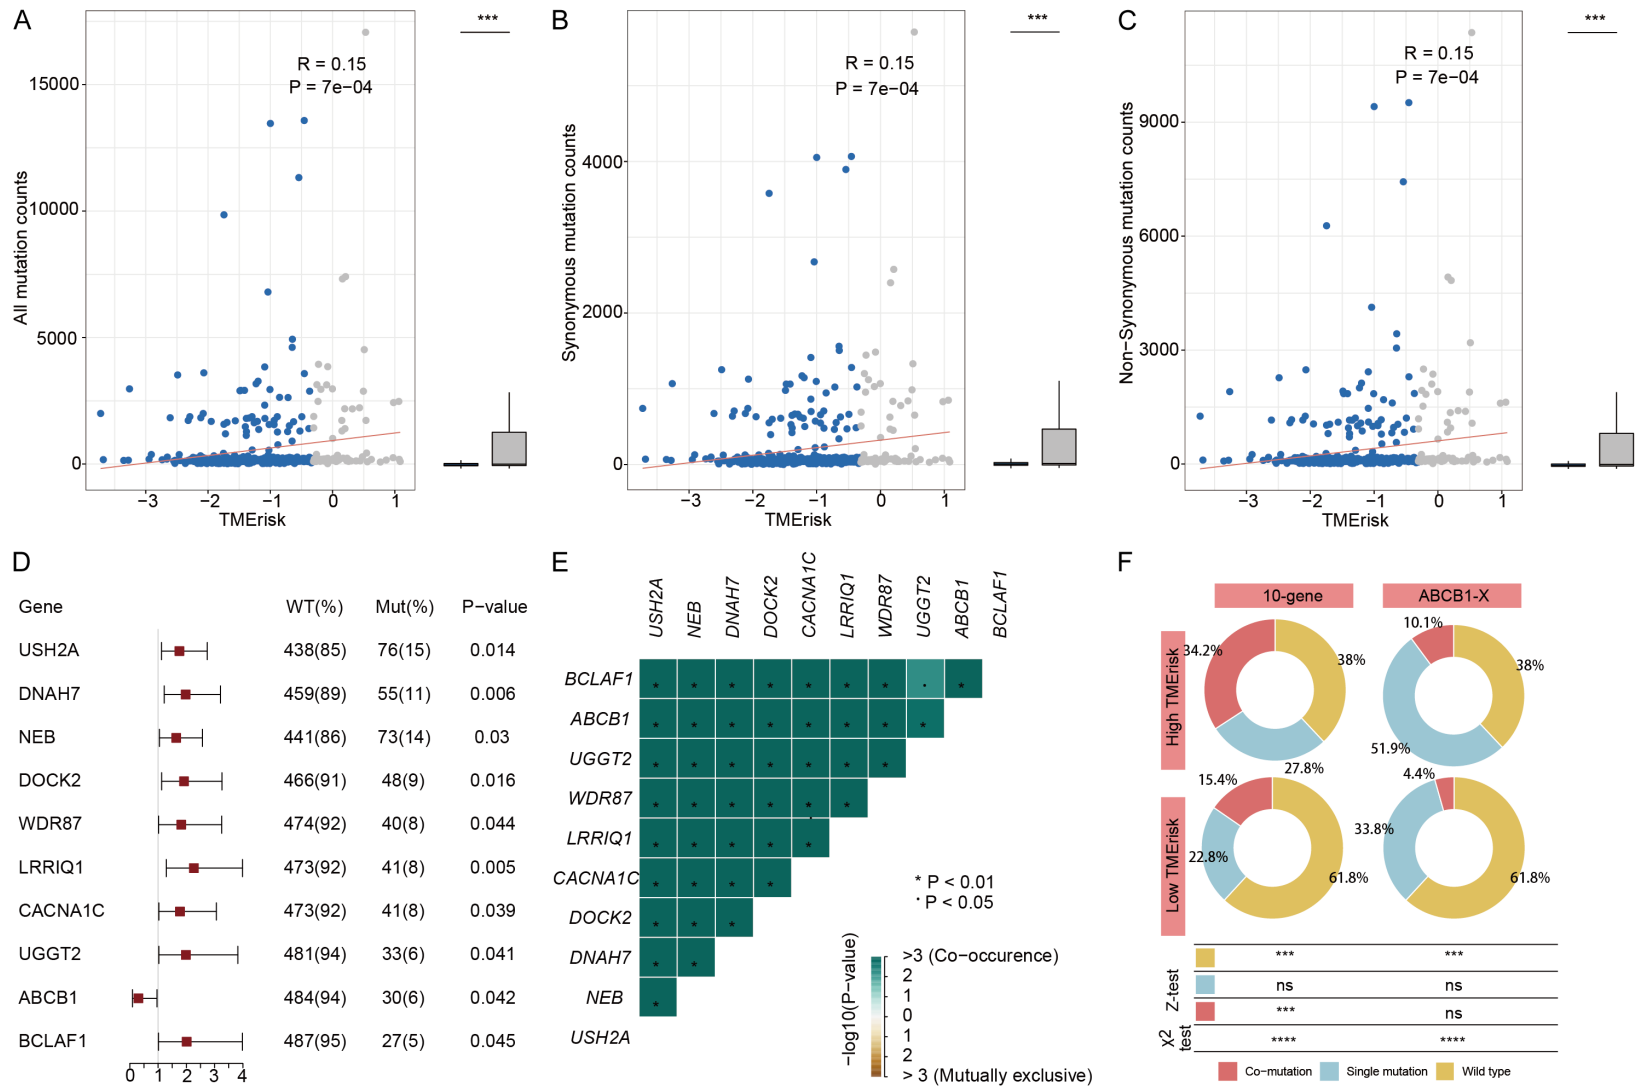 A
***
R = 0.15
P = 7e−04
All mutation counts
15000
10000
5000
0
−3
−2
−1
0
1
TMErisk
B
***
R = 0.15
P = 7e−04
Synonymous mutation counts
4000
2000
0
−3
−2
−1
0
1
TMErisk
C
***
R = 0.15
P = 7e−04
Non−Synonymous mutation counts
9000
6000
3000
0
−3
−2
−1
0
1
TMErisk
D
Gene WT(%) Mut(%) P−value
USH2A 438(85) 76(15) 0.014
DNAH7 459(89) 55(11) 0.006
NEB 441(86) 73(14) 0.03
DOCK2 466(91) 48(9) 0.016
WDR87 474(92) 40(8) 0.044
LRRIQ1 473(92) 41(8) 0.005
CACNA1C 473(92) 41(8) 0.039
UGGT2 481(94) 33(6) 0.041
ABCB1 484(94) 30(6) 0.042
BCLAF1 487(95) 27(5) 0.045
0 1 2 3 4
E
USH2A
NEB
DNAH7
DOCK2
CACNA1C
LRRIQ1
WDR87
UGGT2
ABCB1
BCLAF1
BCLAF1 * * * * * * * · *
ABCB1 * * * * * * * *
UGGT2 * * * * * * *
WDR87 * * * * * *
LRRIQ1 * * * * *
CACNA1C * * * *
DOCK2 * * *
DNAH7 * *
NEB *
USH2A
* P < 0.01
· P < 0.05
−log10(P−value)
>3 (Co−occurence)
2
1
0
1
2
> 3 (Mutually exclusive)
F
10−gene
ABCB1−X
High TMErisk
34.2%
38%
27.8%
10.1%
38%
51.9%
Low TMErisk
15.4%
22.8%
61.8%
4.4%
33.8%
61.8%
Z−test
*** ***
ns ns
*** ns
X2 test
**** ****
Co−mutation Single mutation Wild type